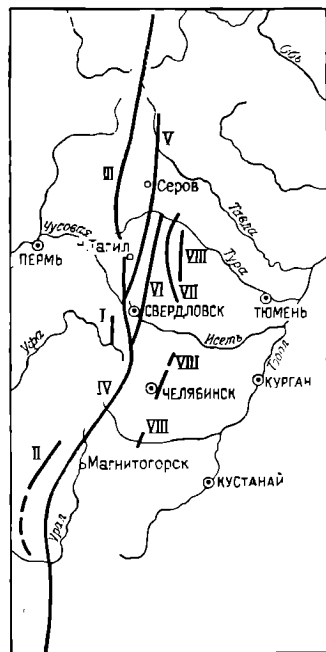 Обь
V
III
Серов
Тавда
Чусовая
Тагил
ПЕРМЬ
Тура
VIII
VII
VI
СВЕРДЛОВСК
ТЮМЕНЬ
I
Исеть
Уфа
Тобол
VIII
IV
ЧЕЛЯБИНСК
КУРГАН
VIII
II
Магнитогорск
КУСТАНАЙ
Урал